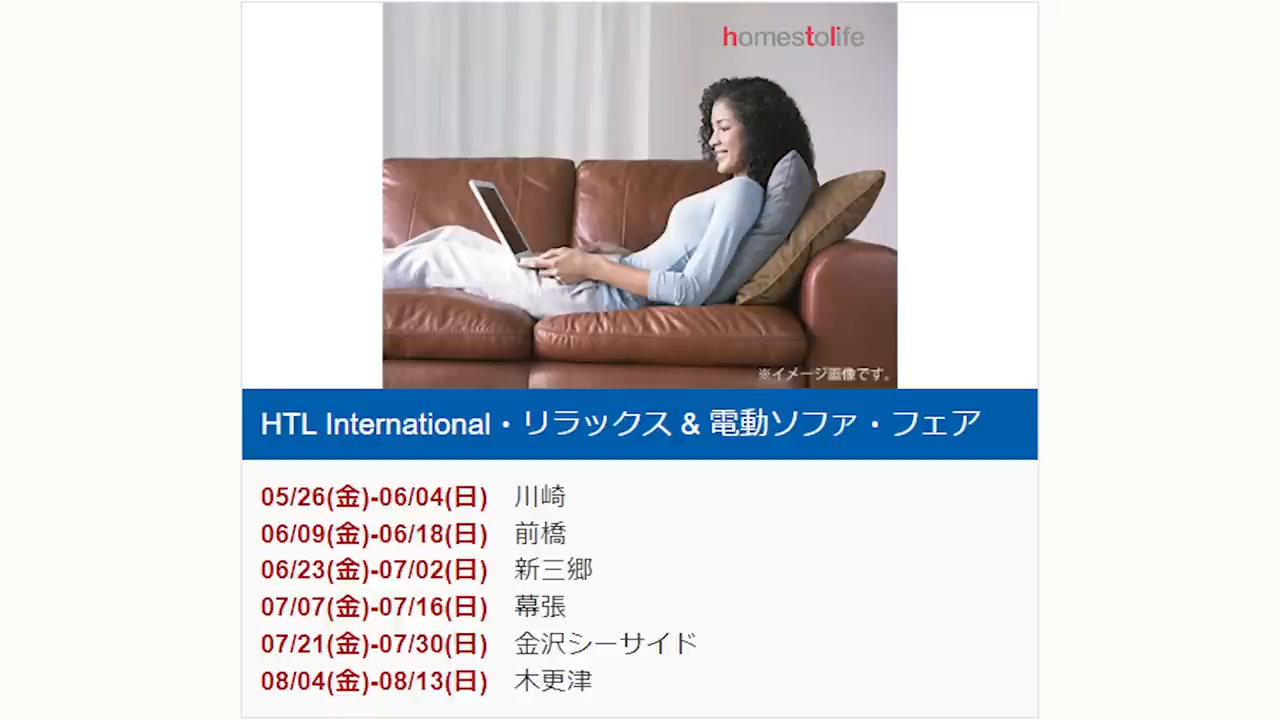 homestolife
※イメージ画像です。
HTL International・リラックス & 電動ソファ・フェア
05/26(金)-06/04(日) 川崎
06/09(金)-06/18(日) 前橋
06/23(金)-07/02(日) 新三郷
07/07(金)-07/16(日) 幕張
07/21(金)-07/30(日) 金沢シーサイド
08/04(金)-08/13(日) 木更津